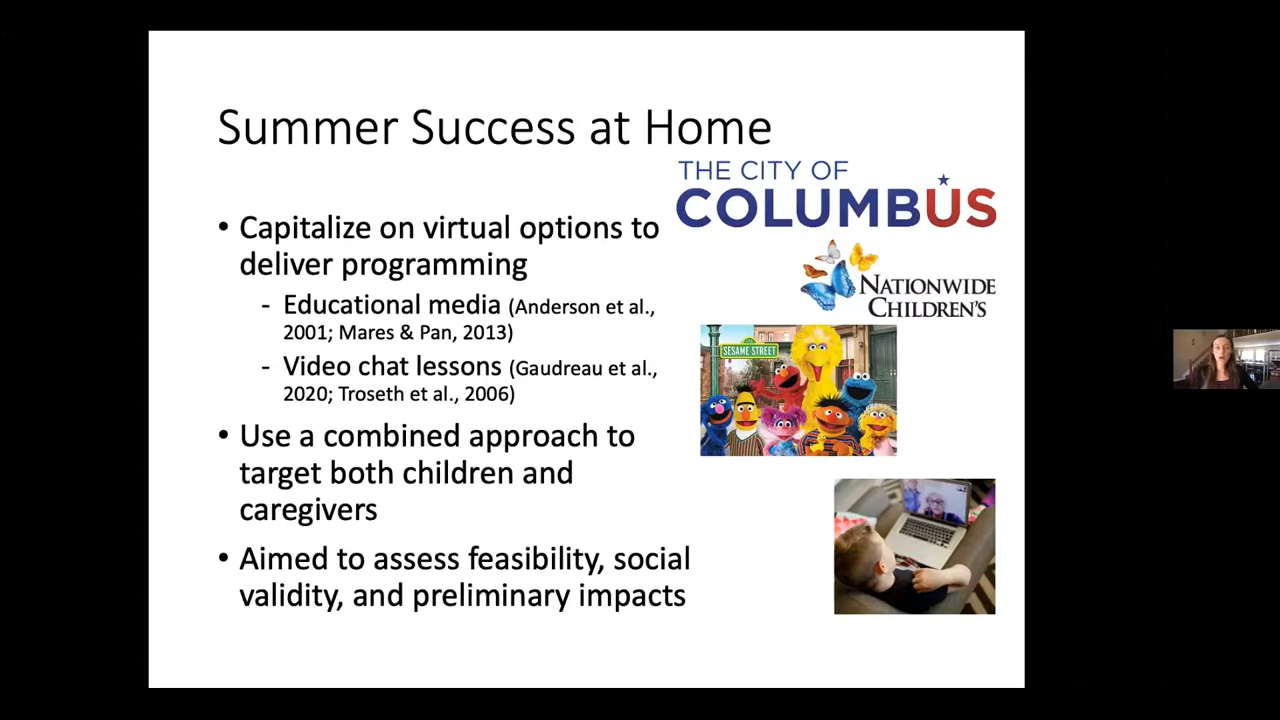 Summer Success at Home
THE CITY OF
COLUMBUS
• Capitalize on virtual options to
deliver programming
- Educational media (Anderson et al.,
2001; Mares & Pan, 2013)
- Video chat lessons (Gaudreau et al.,
2020; Troseth et al., 2006)
• Use a combined approach to
target both children and
caregivers
• Aimed to assess feasibility, social
validity, and preliminary impacts
NATIONWIDE
CHILDREN'S
SESAME STREET